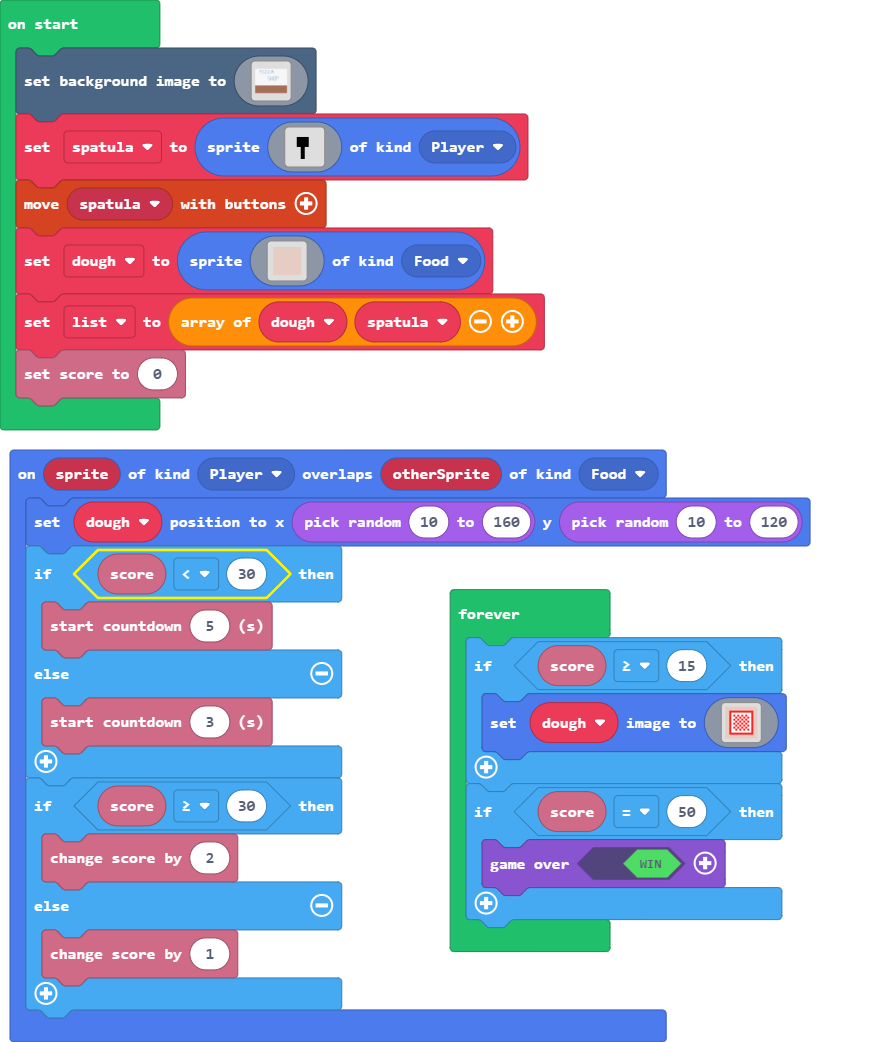 on start
set background image to
set spatula to sprite of kind Player
move spatula with buttons
set dough to sprite of kind Food
set list to array of dough spatula
set score to 0
on sprite of kind Player overlaps otherSprite of kind Food
set dough position to x pick random 10 to 160 y pick random 10 to 120
if score < 30 then
start countdown 5 (s)
else
start countdown 3 (s)
if score ≥ 30 then
change score by 2
else
change score by 1
forever
if score ≥ 15 then
set dough image to
if score = 50 then
game over WIN